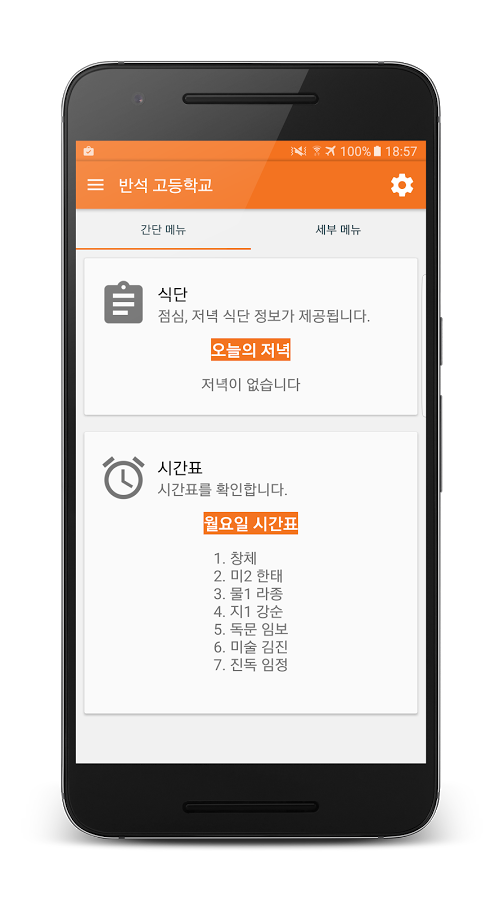 100% 18:57
반석 고등학교
간단 메뉴
세부 메뉴
식단
점심, 저녁 식단 정보가 제공됩니다.
오늘의 저녁
저녁이 없습니다
시간표
시간표를 확인합니다.
월요일 시간표
1. 창체
2. 미2 한태
3. 물1 라종
4. 지1 강순
5. 독문 임보
6. 미술 김진
7. 진독 임정